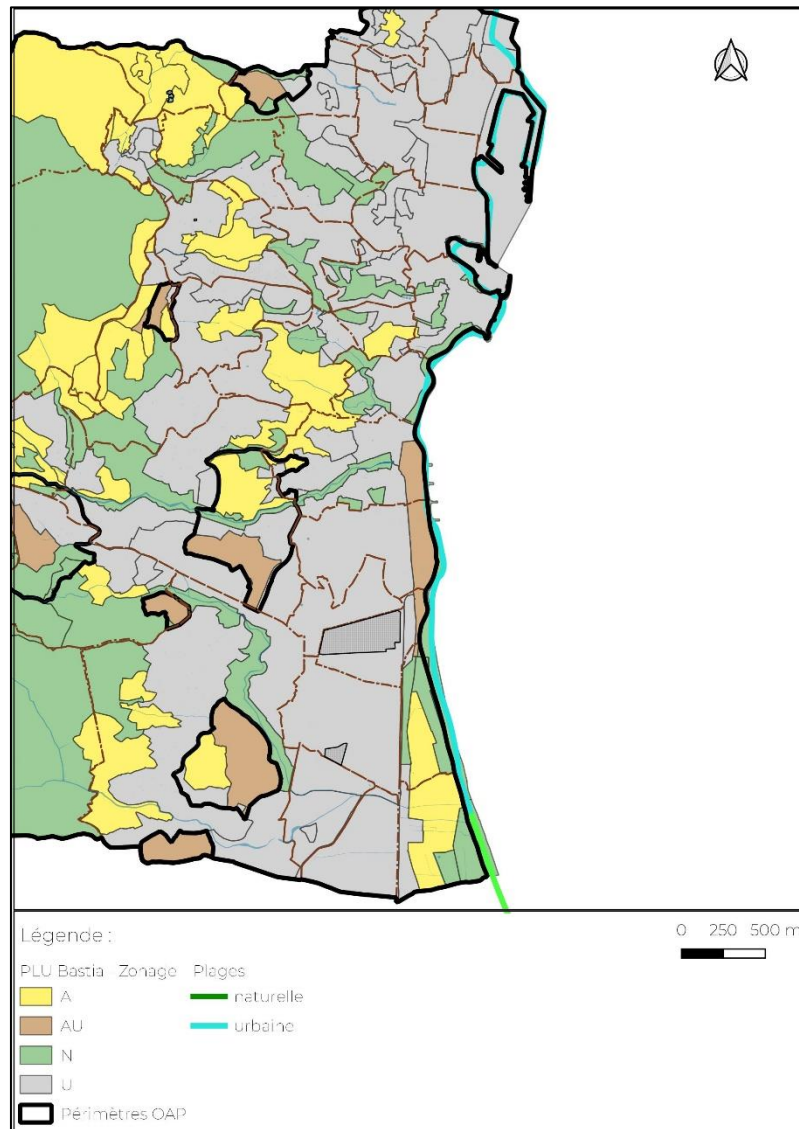 Légende :
0 250 500 m
PLU Bastia Zonage Plages
A
naturelle
AU
urbaine
N
U
Périmètres OAP